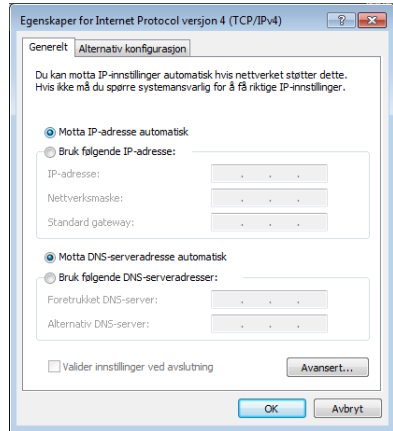 Egenskaper for Internet Protocol versjon 4 (TCP/IPv4)
Generelt
Alternativ konfigurasjon
Du kan motta IP-innstillinger automatisk hvis nettverket støtter dette.
Hvis ikke må du spørre systemansvarlig for å få riktige IP-innstillinger.
Motta IP-adresse automatisk
Bruk følgende IP-adresse:
IP-adresse:
Nettverksmaske:
Standard gateway:
Motta DNS-serveradresse automatisk
Bruk følgende DNS-serveradresser:
Foretrukket DNS-server:
Alternativ DNS-server:
Valider innstillinger ved avslutning
Avansert...
OK
Avbryt